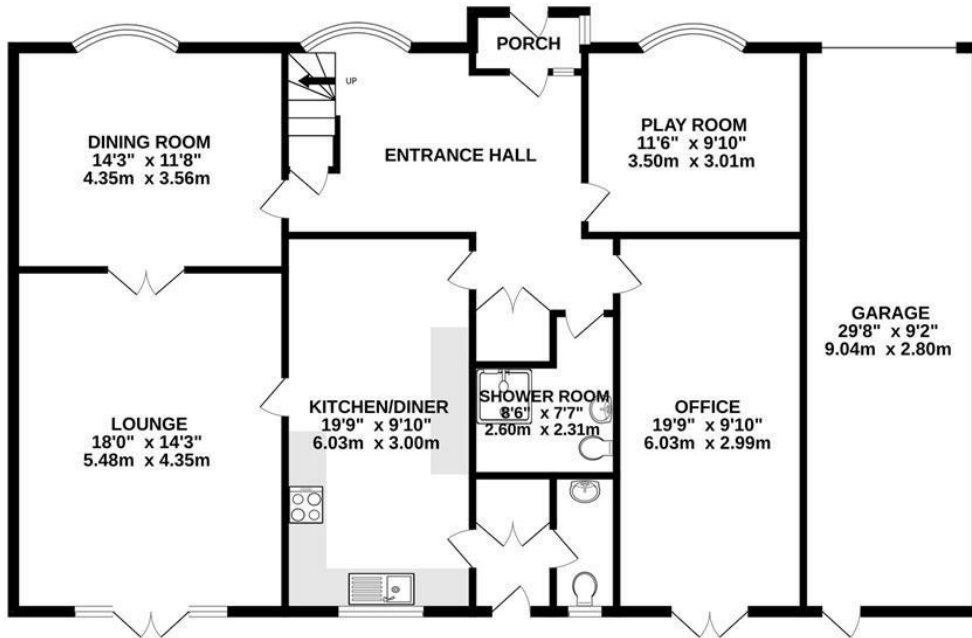 PORCH
UP
DINING ROOM
14'3" x 11'8"
4.35m x 3.56m
ENTRANCE HALL
PLAY ROOM
11'6" x 9'10"
3.50m x 3.01m
GARAGE
29'8" x 9'2"
9.04m x 2.80m
LOUNGE
18'0" x 14'3"
5.48m x 4.35m
KITCHEN/DINER
19'9" x 9'10"
6.03m x 3.00m
SHOWER ROOM
8'6" x 7'7"
2.60m x 2.31m
OFFICE
19'9" x 9'10"
6.03m x 2.99m